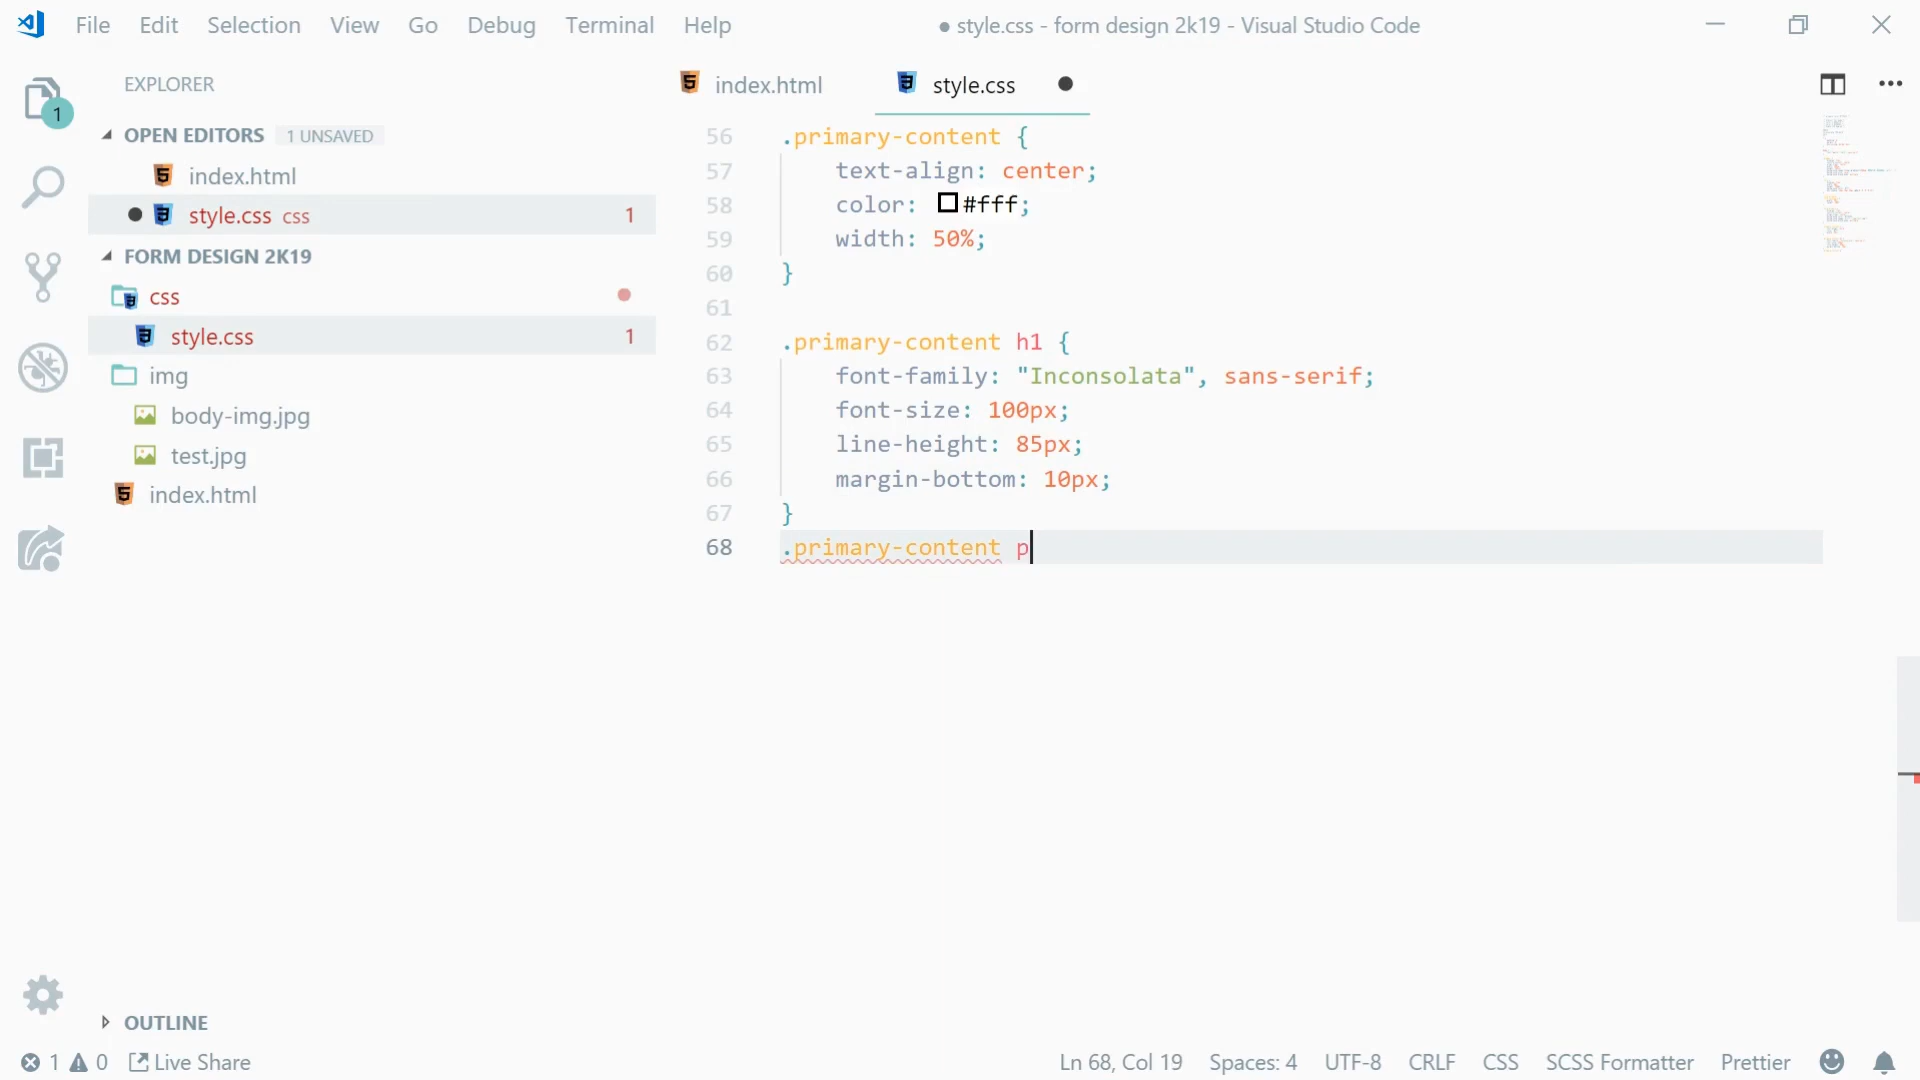 File Edit Selection View Go Debug Terminal Help
● style.css - form design 2k19 - Visual Studio Code
EXPLORER
OPEN EDITORS 1 UNSAVED
index.html
style.css css 1
FORM DESIGN 2K19
css
style.css 1
img
body-img.jpg
test.jpg
index.html
OUTLINE
index.html style.css
56 .primary-content {
57 text-align: center;
58 color: #fff;
59 width: 50%;
60 }
61
62 .primary-content h1 {
63 font-family: "Inconsolata", sans-serif;
64 font-size: 100px;
65 line-height: 85px;
66 margin-bottom: 10px;
67 }
68 .primary-content p
1
1 0 Live Share
Ln 68, Col 19 Spaces: 4 UTF-8 CRLF CSS SCSS Formatter Prettier